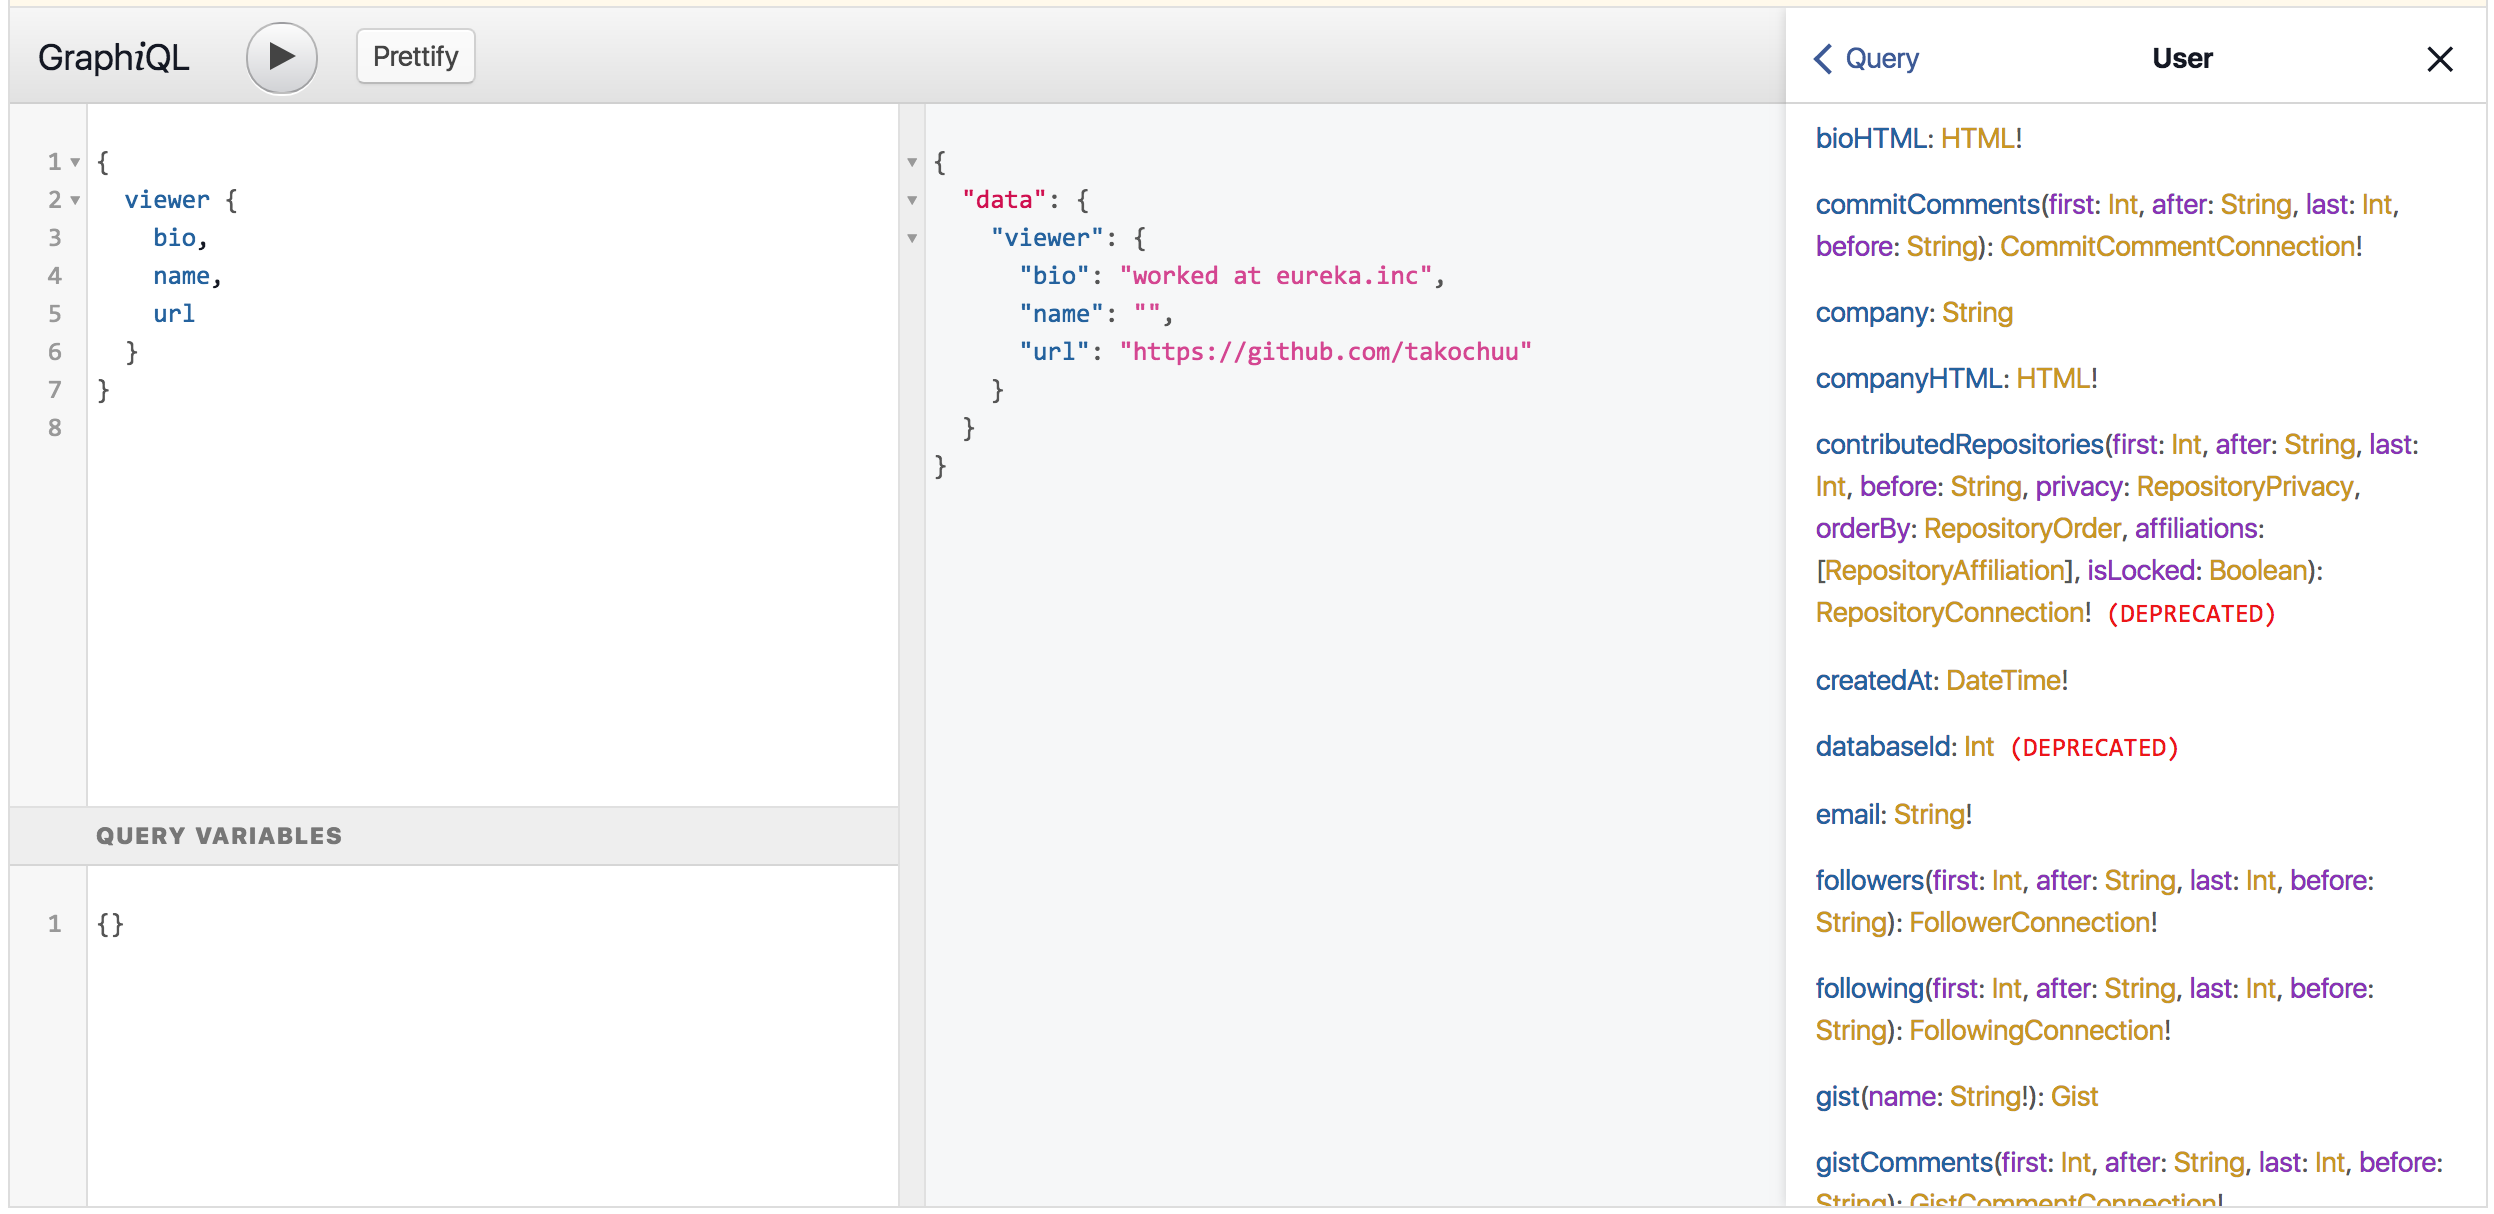 GraphiQL
Prettify
1 {
2   viewer {
3     bio,
4     name,
5     url
6   }
7 }
8
QUERY VARIABLES
1 {}
{
  "data": {
    "viewer": {
      "bio": "worked at eureka.inc",
      "name": "",
      "url": "https://github.com/takochuu"
    }
  }
}
Query
User
bioHTML: HTML!
commitComments(first: Int, after: String, last: Int,
before: String): CommitCommentConnection!
company: String
companyHTML: HTML!
contributedRepositories(first: Int, after: String, last:
Int, before: String, privacy: RepositoryPrivacy,
orderBy: RepositoryOrder, affiliations:
[RepositoryAffiliation], isLocked: Boolean):
RepositoryConnection! (DEPRECATED)
createdAt: DateTime!
databaseId: Int (DEPRECATED)
email: String!
followers(first: Int, after: String, last: Int, before:
String): FollowerConnection!
following(first: Int, after: String, last: Int, before:
String): FollowingConnection!
gist(name: String!): Gist
gistComments(first: Int, after: String, last: Int, before:
String): GistCommentConnection!